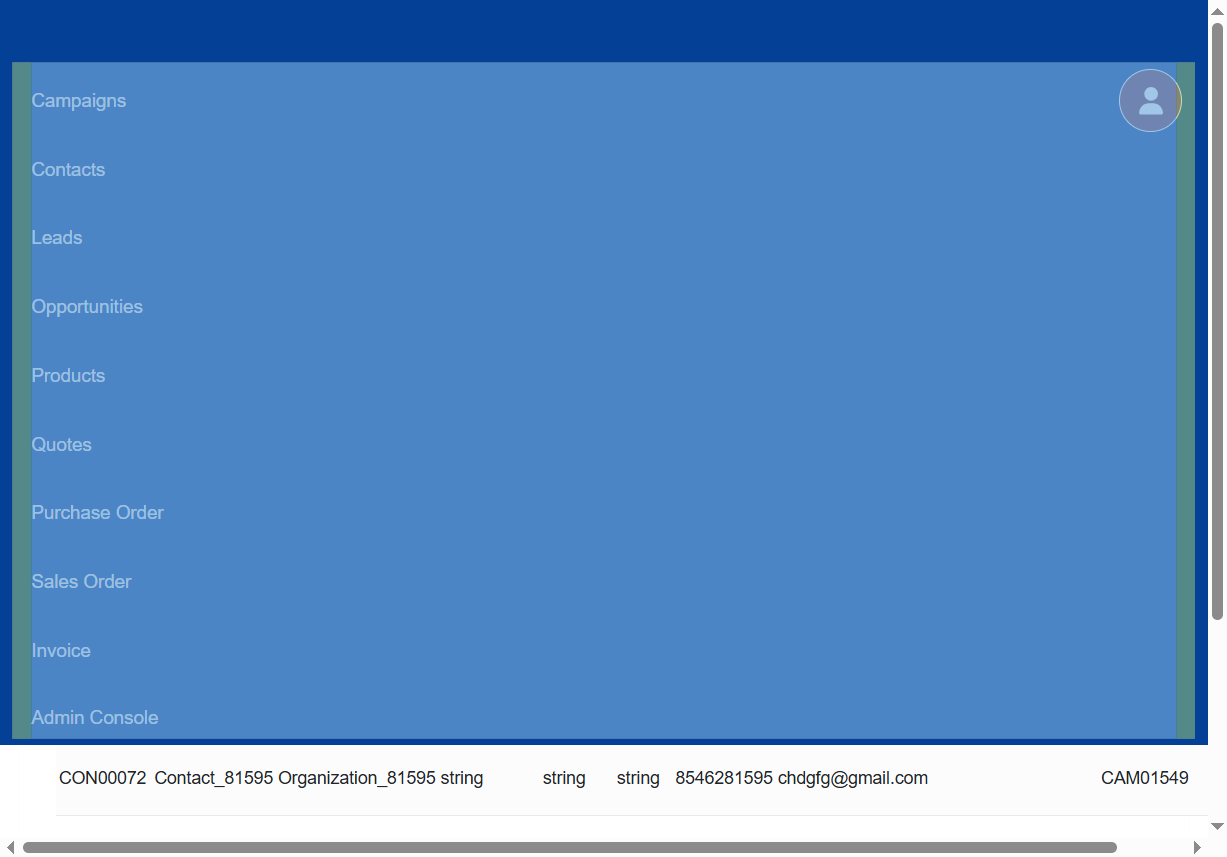 Campaigns
Contacts
Leads
Opportunities
Products
Quotes
Purchase Order
Sales Order
Invoice
Admin Console
CON00072 Contact_81595 Organization_81595 string string string 8546281595 chdgfg@gmail.com CAM01549